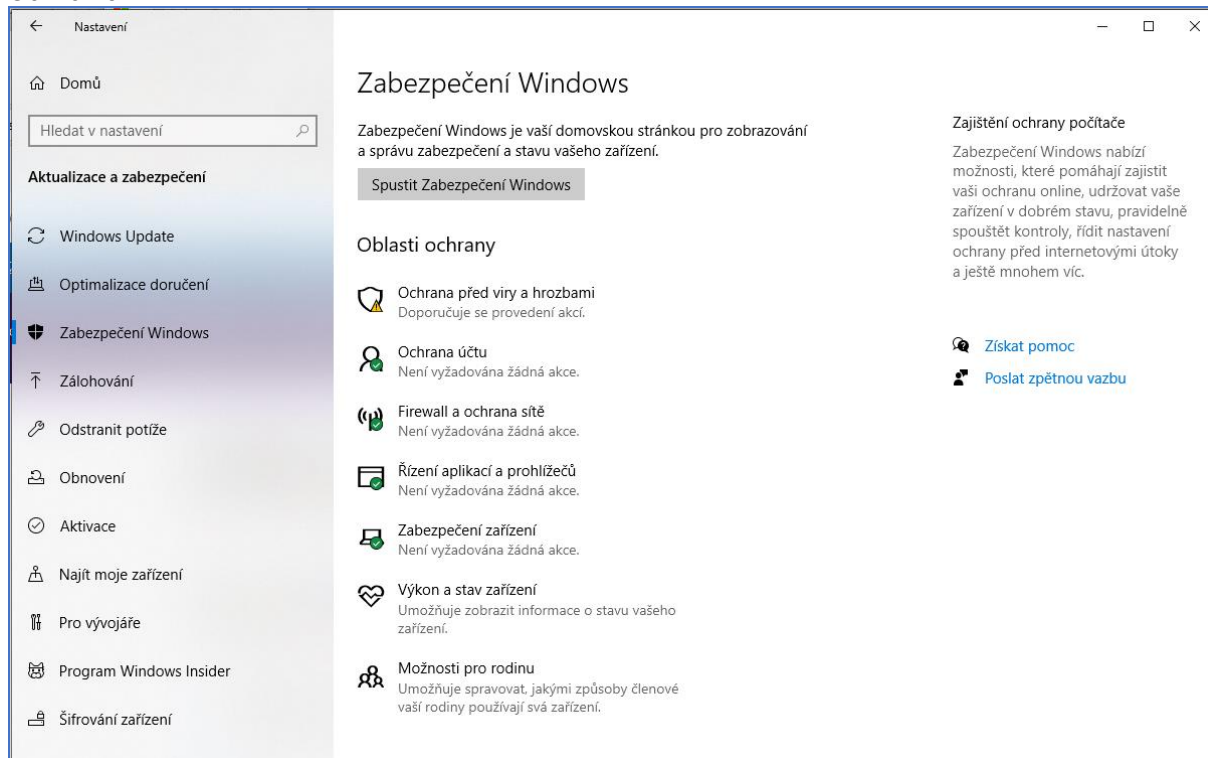 Nastavení
Domů
Hledat v nastavení
Aktualizace a zabezpečení
Windows Update
Optimalizace doručení
Zabezpečení Windows
Zálohování
Odstranit potíže
Obnovení
Aktivace
Najít moje zařízení
Pro vývojáře
Program Windows Insider
Šifrování zařízení
Zabezpečení Windows
Zabezpečení Windows je vaší domovskou stránkou pro zobrazování
a správu zabezpečení a stavu vašeho zařízení.
Spustit Zabezpečení Windows
Oblasti ochrany
Ochrana před viry a hrozbami
Doporučuje se provedení akcí.
Ochrana účtu
Není vyžadována žádná akce.
Firewall a ochrana sítě
Není vyžadována žádná akce.
Řízení aplikací a prohlížečů
Není vyžadována žádná akce.
Zabezpečení zařízení
Není vyžadována žádná akce.
Výkon a stav zařízení
Umožňuje zobrazit informace o stavu vašeho
zařízení.
Možnosti pro rodinu
Umožňuje spravovat, jakými způsoby členové
vaší rodiny používají svá zařízení.
Zajištění ochrany počítače
Zabezpečení Windows nabízí
možnosti, které pomáhají zajistit
vaši ochranu online, udržovat vaše
zařízení v dobrém stavu, pravidelně
spouštět kontroly, řídit nastavení
ochrany před internetovými útoky
a ještě mnohem víc.
Získat pomoc
Poslat zpětnou vazbu